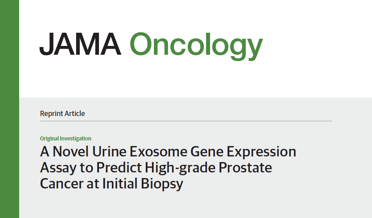 JAMA Oncology
Reprint Article
Original Investigation
A Novel Urine Exosome Gene Expression
Assay to Predict High-grade Prostate
Cancer at Initial Biopsy